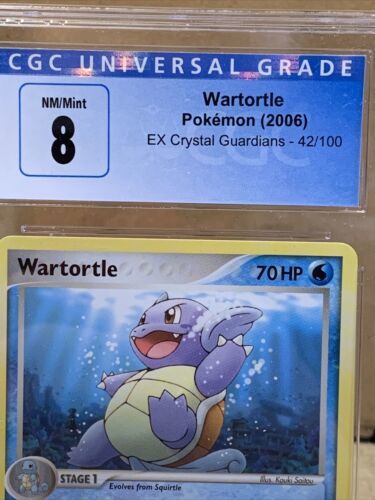 CGC UNIVERSAL GRADE
NM/Mint
8
Wartortle
Pokémon (2006)
EX Crystal Guardians - 42/100
CGC
Wartortle
70 HP
STAGE 1
Evolves from Squirtle
Illus. Kouki Saitou